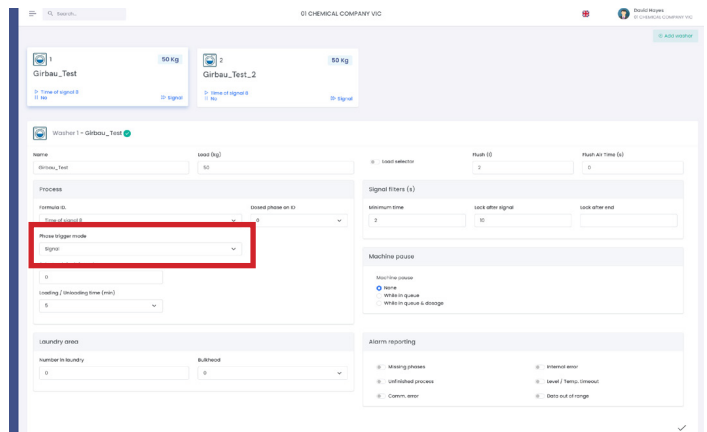 Search...
01 CHEMICAL COMPANY VIC
David Hayes
01 CHEMICAL COMPANY VIC
Add washer
1
50 Kg
Girbau_Test
Time of signal 8
No
Signal
2
50 Kg
Girbau_Test_2
Time of signal 8
No
Signal
Washer 1 - Girbau_Test
Name
Load (kg)
Load selector
Flush (l)
Flush Air Time (s)
Girbau_Test
50
2
0
Process
Signal filters (s)
Formula ID.
Dosed phase on ID
Minimum time
Lock after signal
Lock after end
Time of signal 8
2
10
Phase trigger mode
Signal
Machine pause
0
Machine pause
None
While in queue
While in queue & dosage
Loading / Unloading time (min)
5
Laundry area
Alarm reporting
Number in laundry
Bulkhead
0
0
Missing phases
Internal error
Unfinished process
Level / Temp. timeout
Comm. error
Data out of range